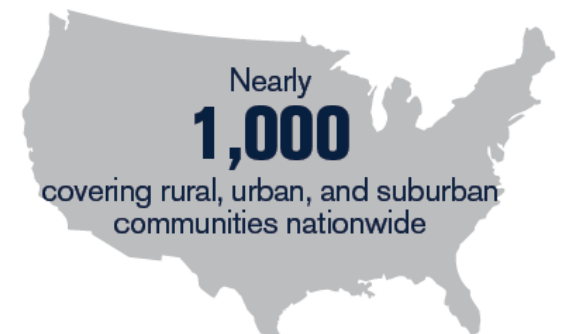 Nearly
1,000
covering rural, urban, and suburban
communities nationwide